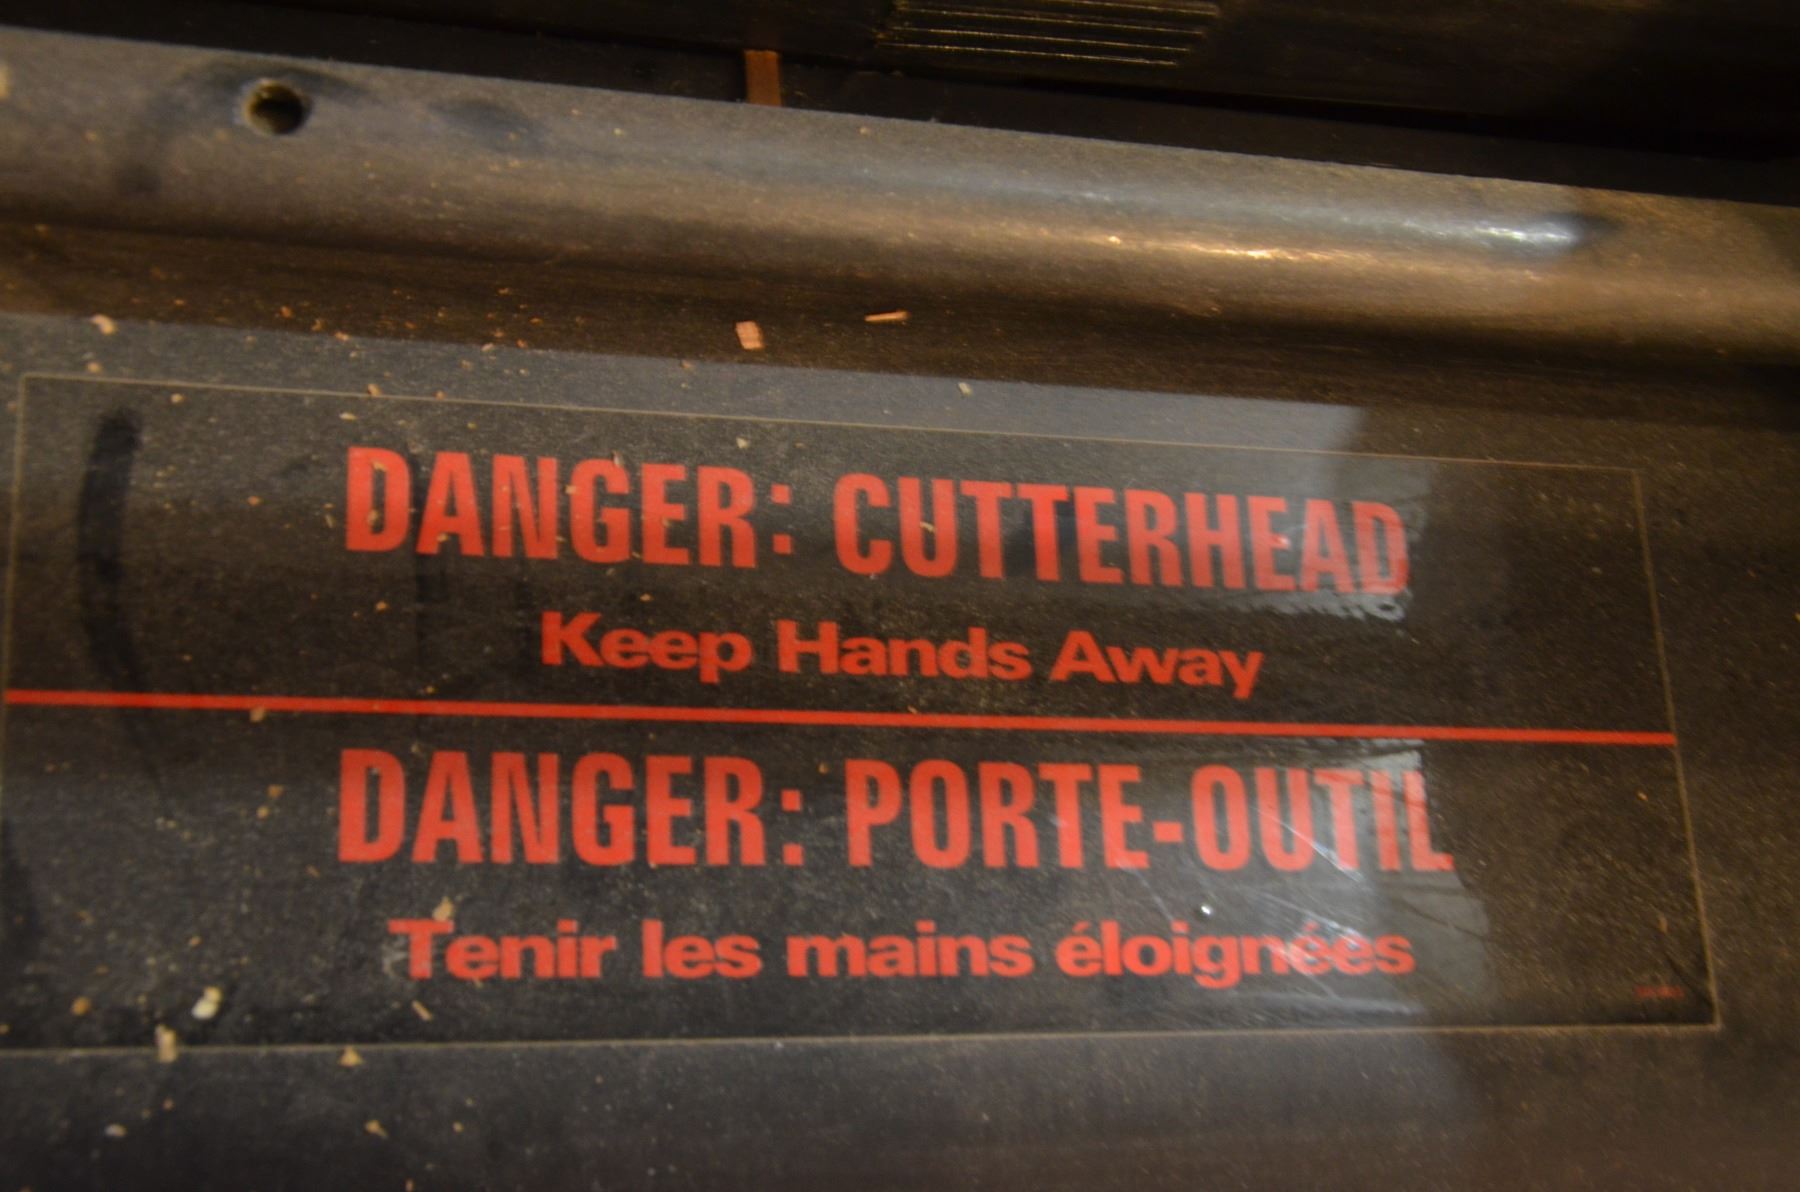 DANGER: CUTTERHEAD
Keep Hands Away
DANGER: PORTE-OUTIL
Tenir les mains éloignées